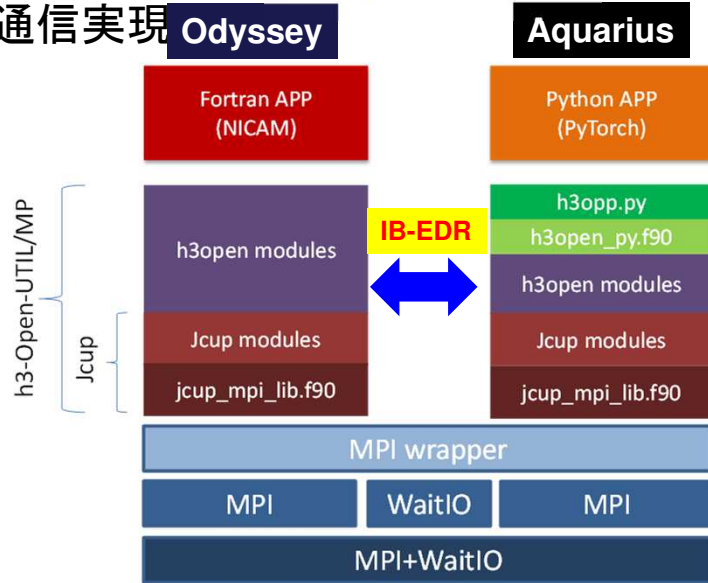 通信実現
Odyssey
Aquarius
Fortran APP
(NICAM)
Python APP
(PyTorch)
h3-Open-UTIL/MP
Jcup
h3open modules
Jcup modules
jcup_mpi_lib.f90
IB-EDR
h3opp.py
h3open_py.f90
h3open modules
Jcup modules
jcup_mpi_lib.f90
MPI wrapper
MPI
WaitIO
MPI
MPI+WaitIO